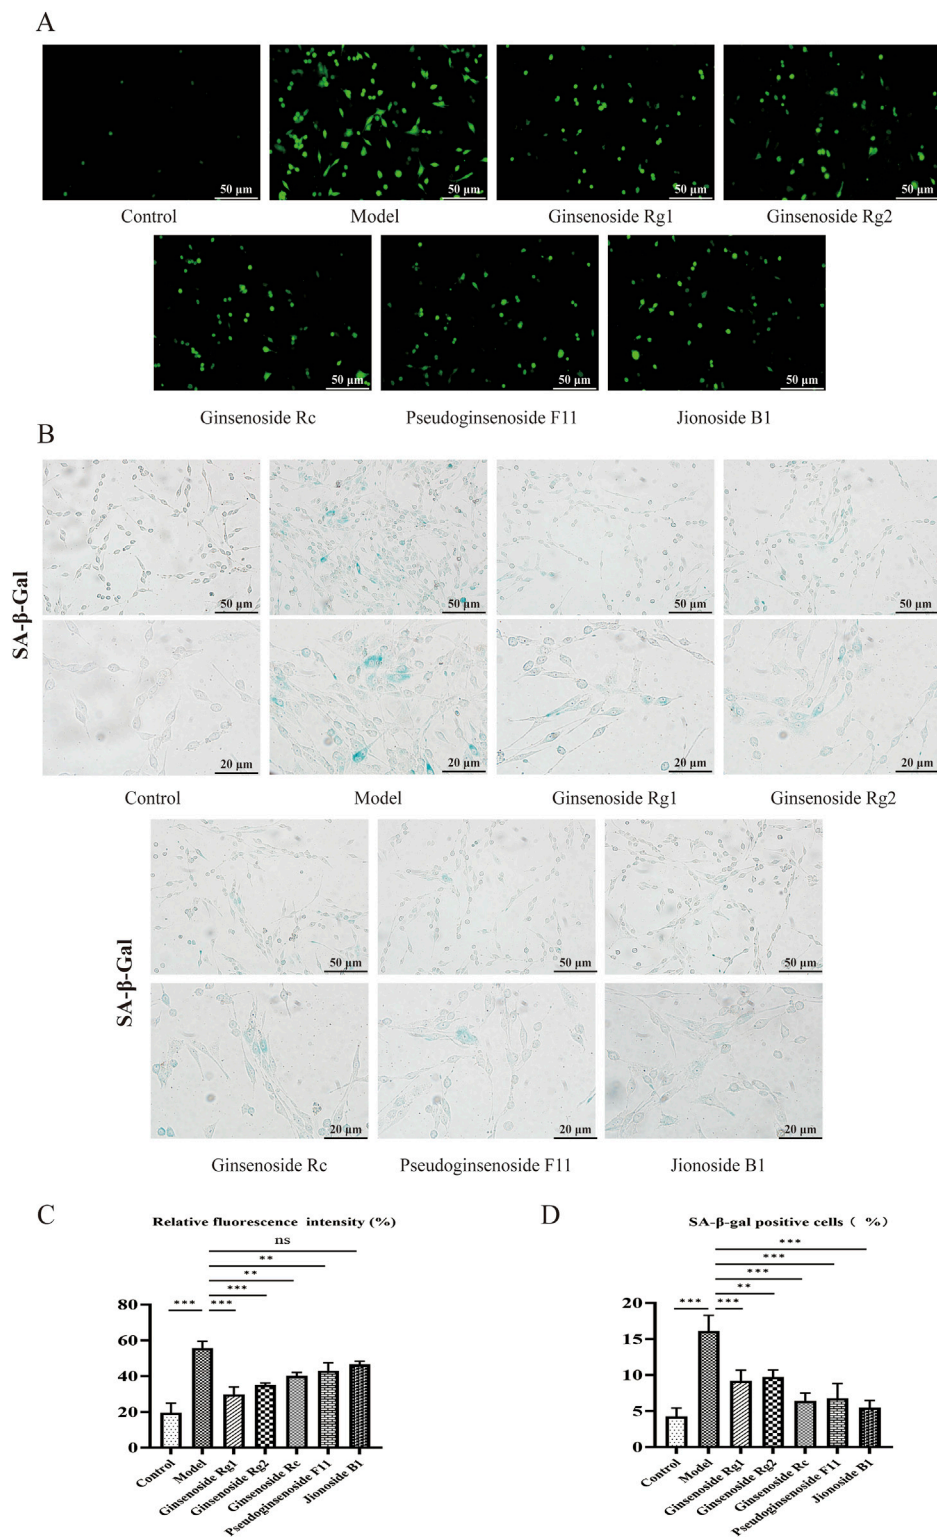 A
50 μm 50 μm 50 μm 50 μm
Control Model Ginsenoside Rg1 Ginsenoside Rg2
50 μm 50 μm 50 μm
Ginsenoside Rc Pseudoginsenoside F11 Jionoside B1
B
SA-β-Gal
50 μm 50 μm 50 μm 50 μm
20 μm 20 μm 20 μm 20 μm
Control Model Ginsenoside Rg1 Ginsenoside Rg2
SA-β-Gal
50 μm 50 μm 50 μm
20 μm 20 μm 20 μm
Ginsenoside Rc Pseudoginsenoside F11 Jionoside B1
C
Relative fluorescence intensity (%)
ns
**
**
***
*** ***
80
60
40
20
0
Control
Model
Ginsenoside Rg1
Ginsenoside Rg2
Ginsenoside Rc
Pseudoginsenoside F11
Jionoside B1
D
SA-β-gal positive cells（ %）
***
***
***
**
*** ***
20
15
10
5
0
Control
Model
Ginsenoside Rg1
Ginsenoside Rg2
Ginsenoside Rc
Pseudoginsenoside F11
Jionoside B1